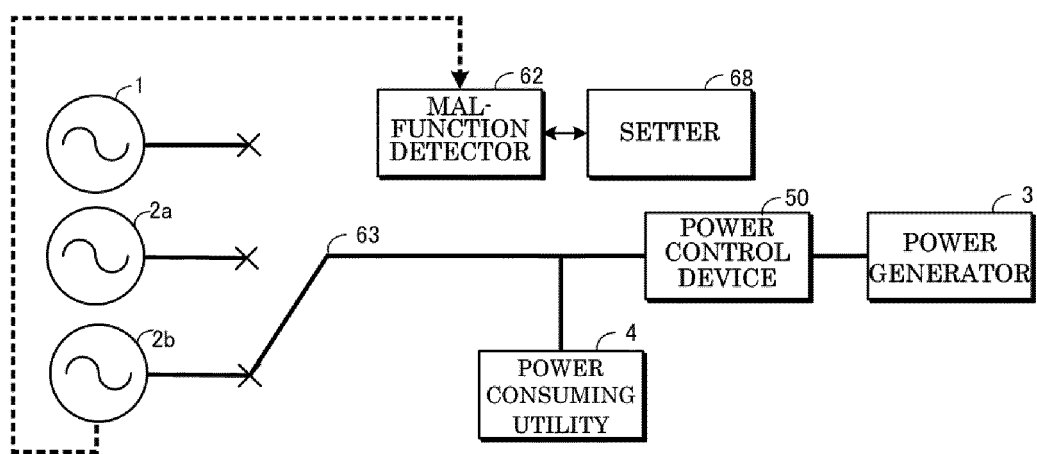 1
62
68
MAL-
FUNCTION
DETECTOR
SETTER
2a
63
50
3
POWER
CONTROL
DEVICE
POWER
GENERATOR
2b
4
POWER
CONSUMING
UTILITY